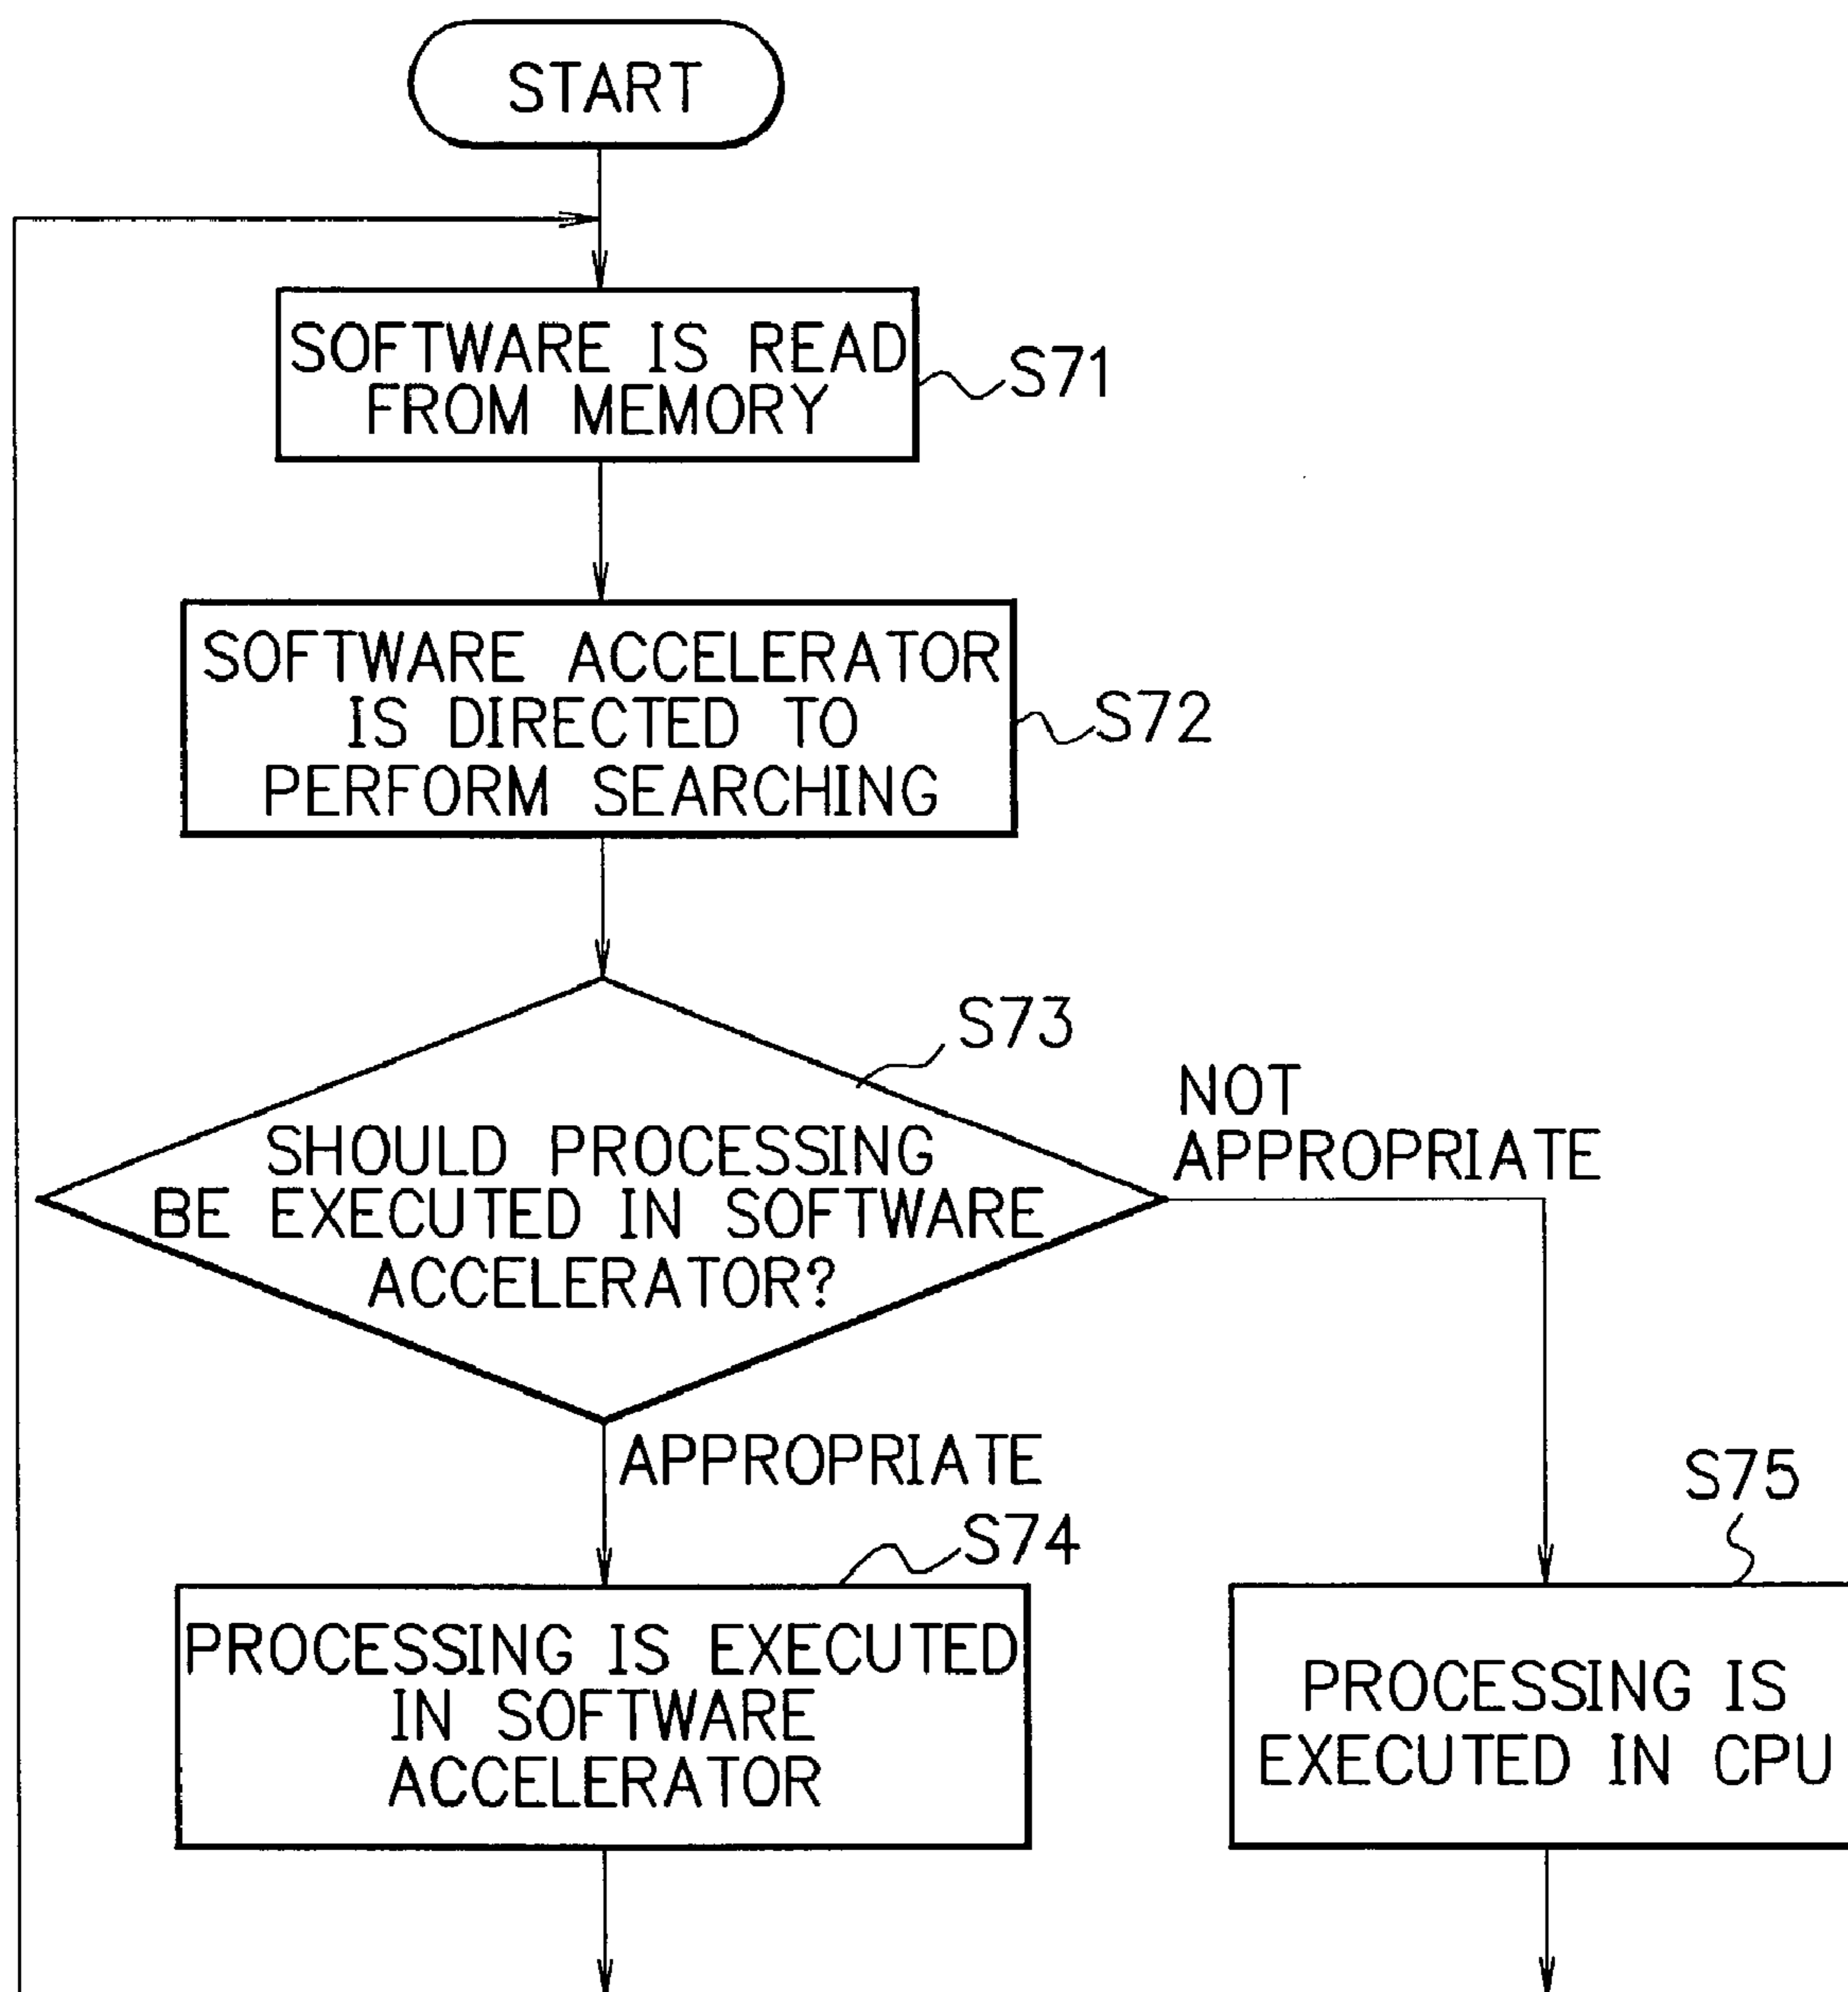 START
SOFTWARE IS READ
FROM MEMORY
S71
SOFTWARE ACCELERATOR
IS DIRECTED TO
PERFORM SEARCHING
S72
S73
SHOULD PROCESSING
BE EXECUTED IN SOFTWARE
ACCELERATOR?
NOT
APPROPRIATE
APPROPRIATE
S74
PROCESSING IS EXECUTED
IN SOFTWARE
ACCELERATOR
S75
PROCESSING IS
EXECUTED IN CPU